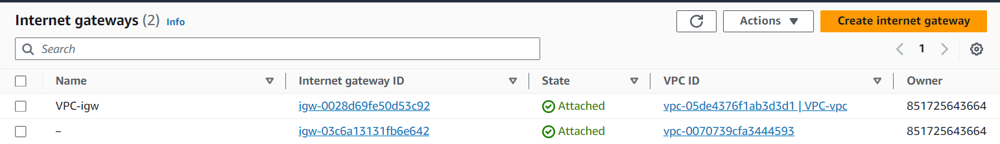 Internet gateways (2) Info Actions Create internet gateway
Search 1
Name Internet gateway ID State VPC ID Owner
VPC-igw igw-0028d69fe50d53c92 Attached vpc-05de4376f1ab3d3d1 | VPC-vpc 851725643664
– igw-03c6a13131fb6e642 Attached vpc-0070739cfa3444593 851725643664